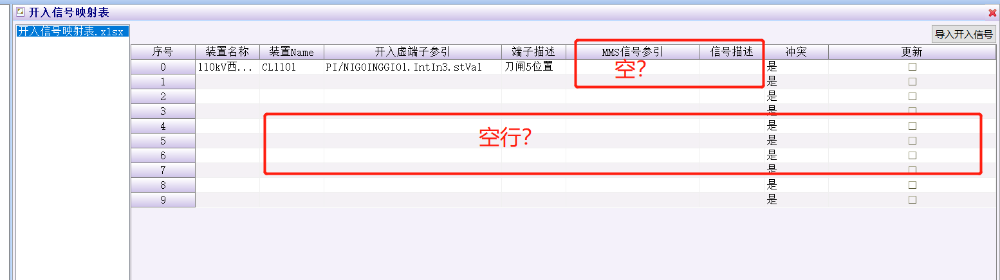 开入信号映射表
开入信号映射表.xlsx
导入开入信号
序号 装置名称 装置Name 开入虚端子参引 端子描述 MMS信号参引 信号描述 冲突 更新
0 110kV西... CL1101 PI/NIGOINGGIO1.IntIn3.stVal 刀闸5位置 空? 是
1 是
2 是
3 是
4 是
5 空行? 是
6 是
7 是
8 是
9 是